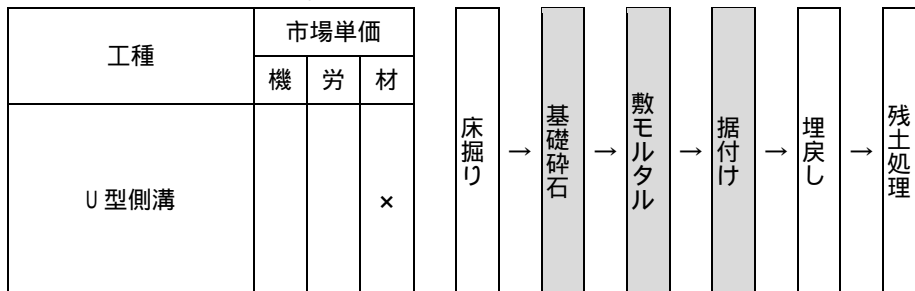 工種
市場単価
機 労 材
U型側溝
×
床掘り → 基礎砕石 → 敷モルタル → 据付け → 埋戻し → 残土処理